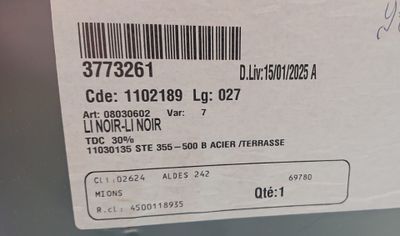 3773261 D.Liv:15/01/2025 A
Cde: 1102189 Lg: 027
Art: 08030602 Var: 7
LI NOIR-LI NOIR
TDC 30%
11030135 STE 355-500 B ACIER /TERRASSE
Cli:02624 ALDES 242 69780
MIONS
Qté:1
R.cl: 4500118935